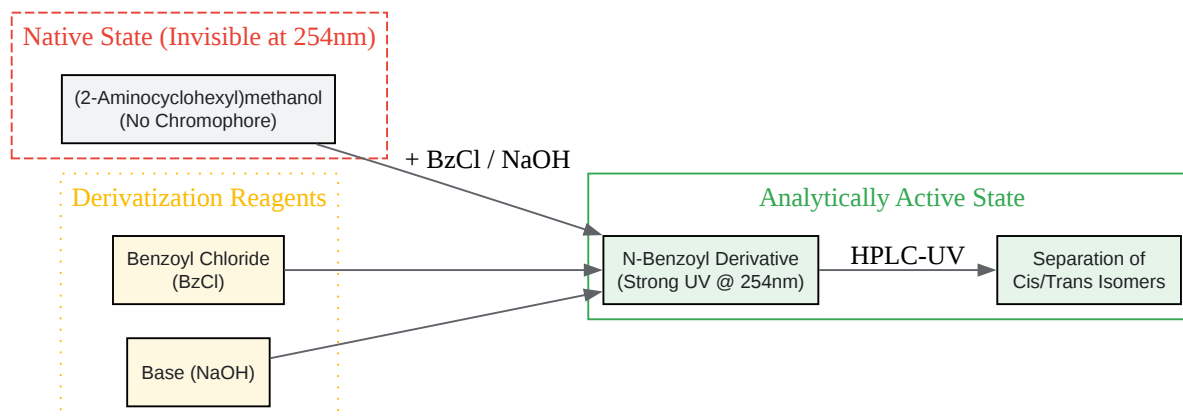 Native State (Invisible at 254nm)
(2-Aminocyclohexyl)methanol
(No Chromophore)
+ BzCl / NaOH
Derivatization Reagents
Benzoyl Chloride
(BzCl)
Base (NaOH)
Analytically Active State
N-Benzoyl Derivative
(Strong UV @ 254nm)
HPLC-UV
Separation of
Cis/Trans Isomers